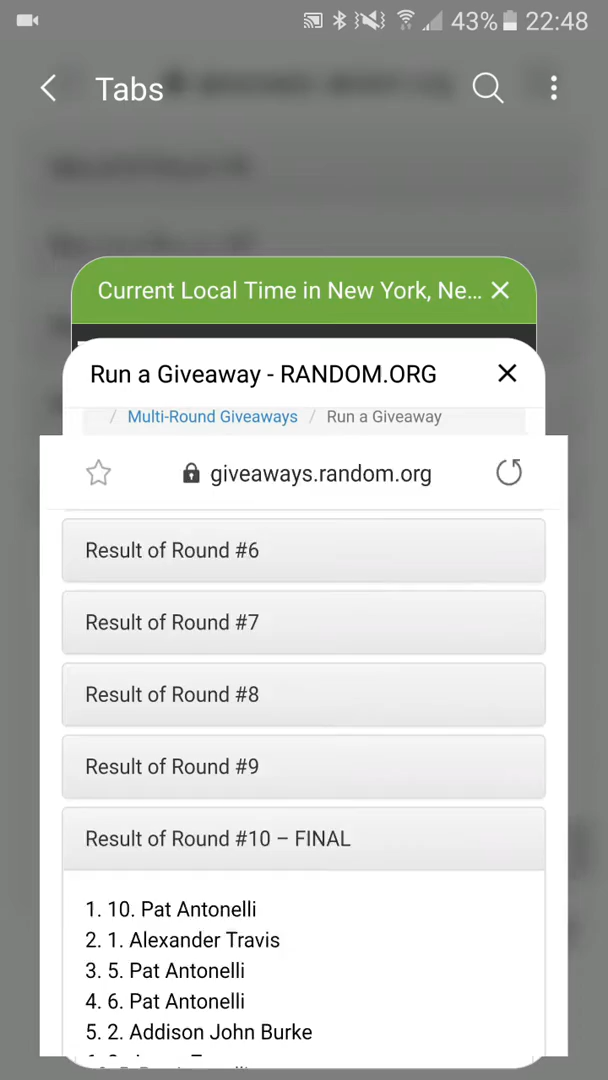 43% 22:48
Tabs
Current Local Time in New York, Ne...
Run a Giveaway - RANDOM.ORG
/ Multi-Round Giveaways / Run a Giveaway
giveaways.random.org
Result of Round #6
Result of Round #7
Result of Round #8
Result of Round #9
Result of Round #10 – FINAL
1. 10. Pat Antonelli
2. 1. Alexander Travis
3. 5. Pat Antonelli
4. 6. Pat Antonelli
5. 2. Addison John Burke